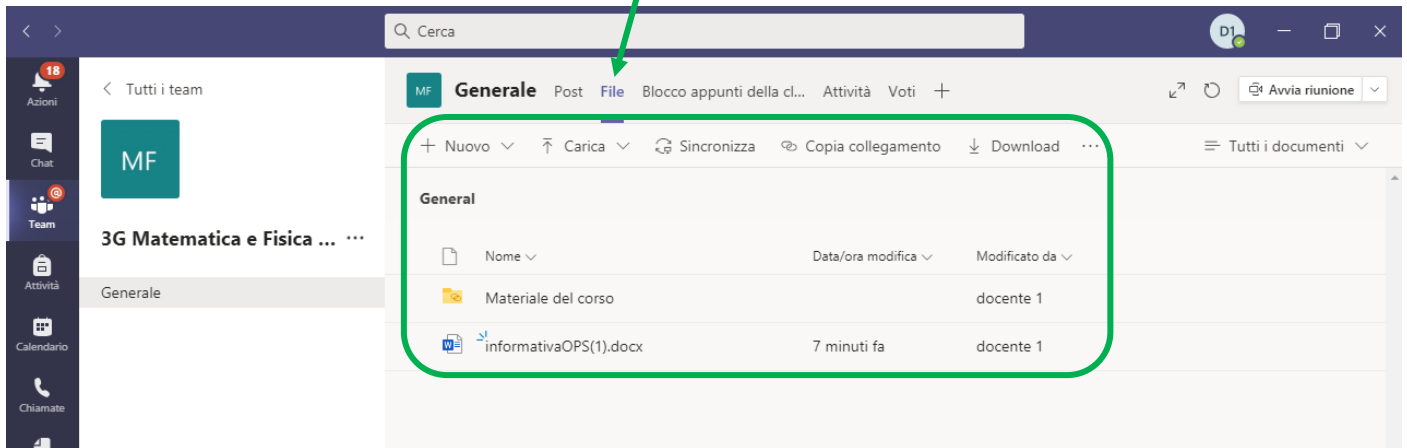 Cerca
D1
18
Azioni
Chat
@
Team
Attività
Calendario
Chiamate
Tutti i team
MF
3G Matematica e Fisica ... ···
Generale
MF Generale Post File Blocco appunti della cl... Attività Voti + Avvia riunione
+ Nuovo Carica Sincronizza Copia collegamento Download ··· Tutti i documenti
General
Nome Data/ora modifica Modificato da
Materiale del corso docente 1
informativaOPS(1).docx 7 minuti fa docente 1